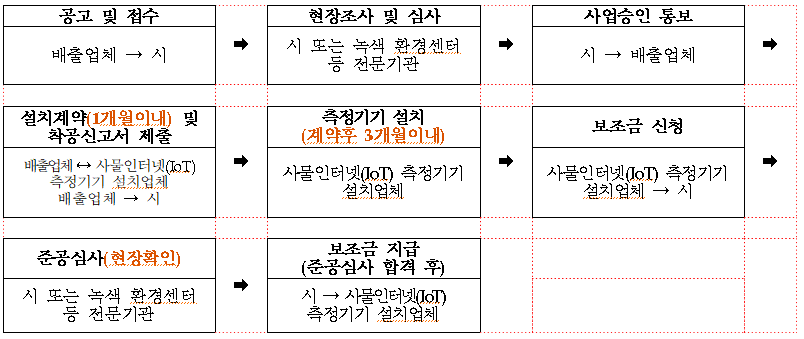 공고 및 접수
배출업체 → 시
➡
현장조사 및 심사
시 또는 녹색 환경센터
등 전문기관
➡
사업승인 통보
시 → 배출업체
➡
설치계약(1개월이내) 및
착공신고서 제출
배출업체 ↔ 사물인터넷(IoT)
측정기기 설치업체
배출업체 → 시
➡
측정기기 설치
(계약후 3개월이내)
사물인터넷(IoT) 측정기기
설치업체
➡
보조금 신청
사물인터넷(IoT) 측정기기
설치업체 → 시
➡
준공심사(현장확인)
시 또는 녹색 환경센터
등 전문기관
➡
보조금 지급
(준공심사 합격 후)
시 → 사물인터넷(IoT)
측정기기 설치업체